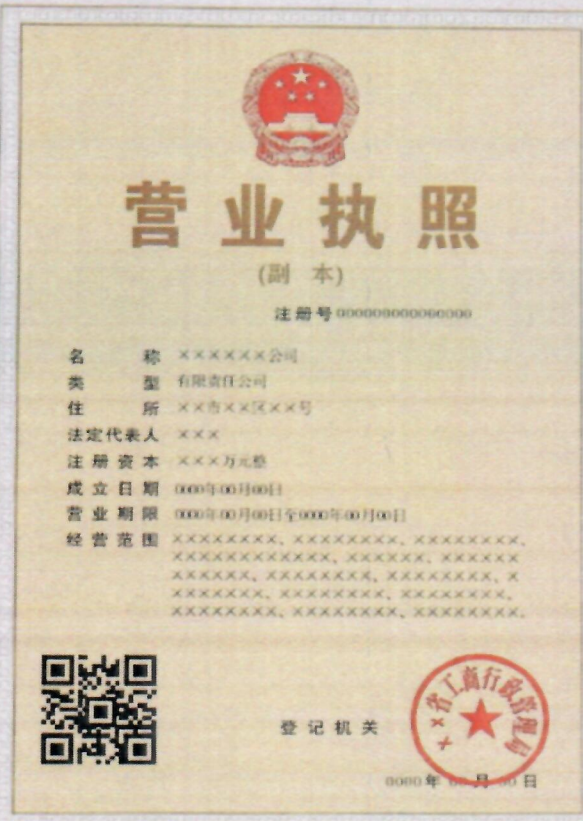 营业执照
(副 本)
注册号 000000000000000
名 称 ××××××公司
类 型 有限责任公司
住 所 ××市××区××号
法定代表人 ×××
注册资本 ×××万元整
成立日期 0000年00月00日
营业期限 0000年00月00日至0000年00月00日
经营范围 ××××××××、××××××××、××××××××、
××××××××××××、××××××、××××××
××××××、××××××××、××××××××、×
×××××××、××××××××、××××××××、
××××××××、××××××××、××××××××、
××省工商行政管理局
登记机关
0000年00月00日